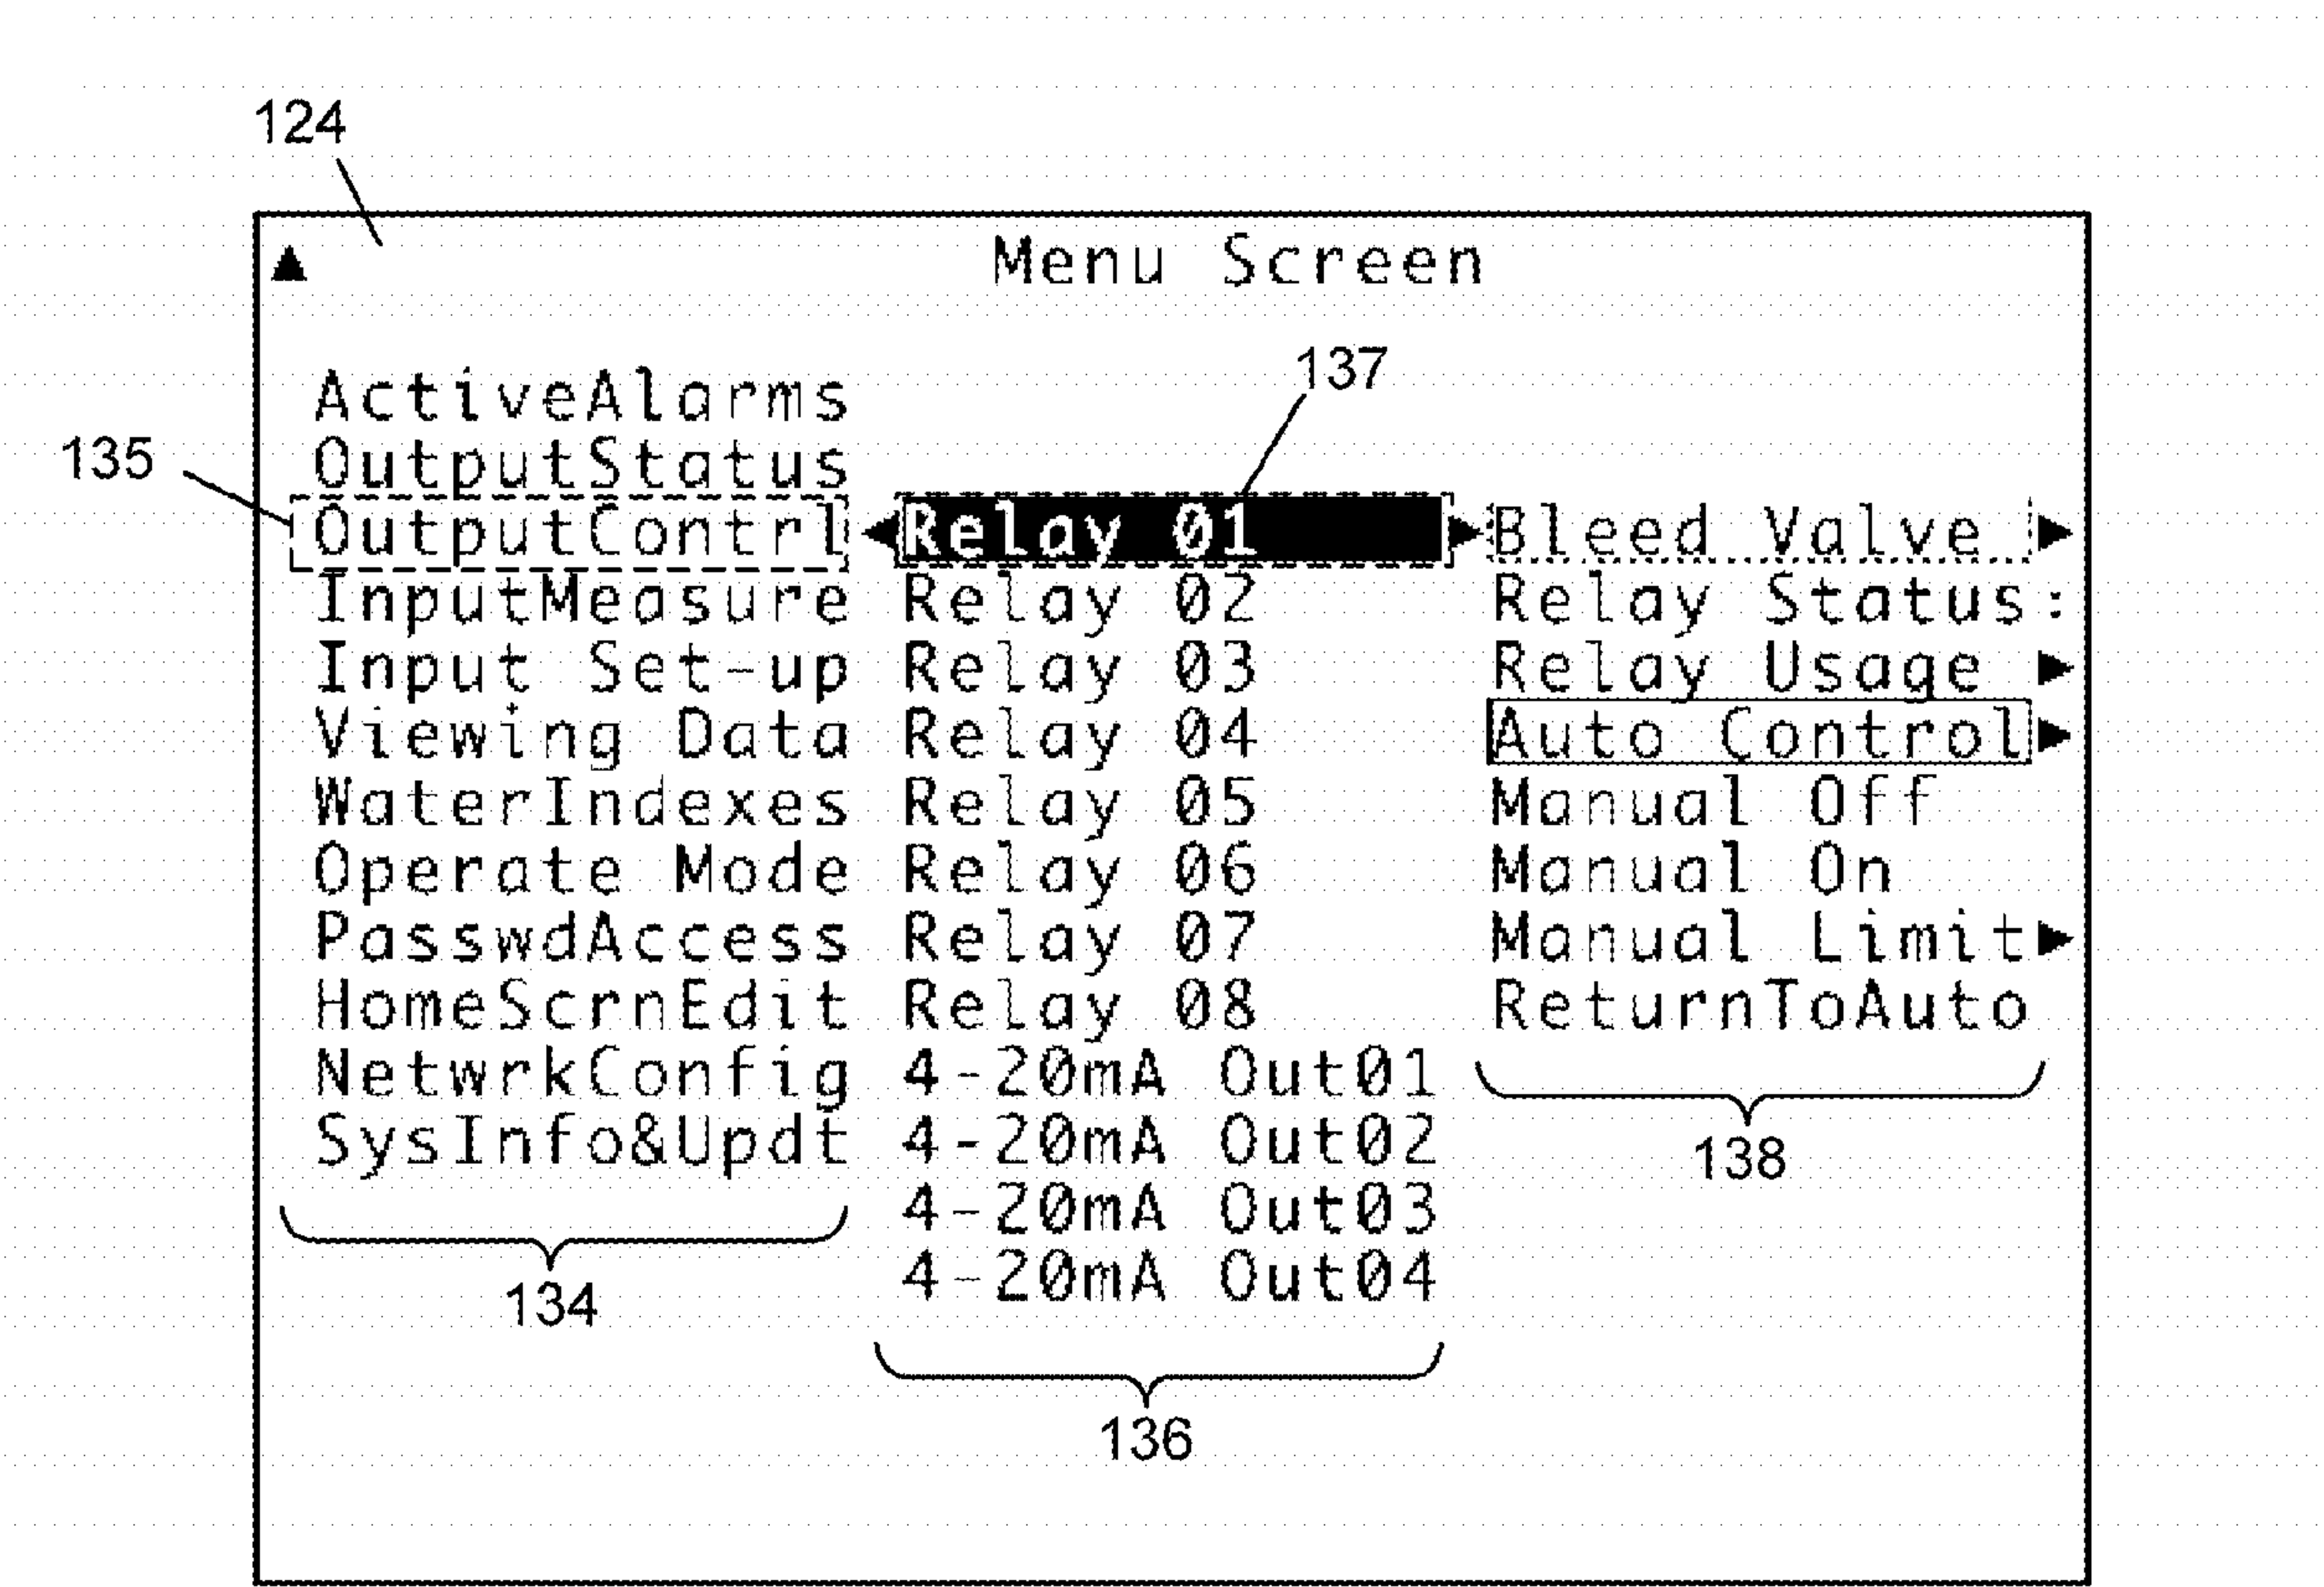 124
▲ Menu Screen
137
ActiveAlarms
135
OutputStatus
OutputContrl ◀Relay 01 ▶Bleed Valve ▶
InputMeasure Relay 02 Relay Status:
Input Set-up Relay 03 Relay Usage ▶
Viewing Data Relay 04 Auto Control▶
WaterIndexes Relay 05 Manual Off
Operate Mode Relay 06 Manual On
PasswdAccess Relay 07 Manual Limit▶
HomeScrnEdit Relay 08 ReturnToAuto
NetwrkConfig 4-20mA Out01
SysInfo&Updt 4-20mA Out02
138
4-20mA Out03
4-20mA Out04
134
136